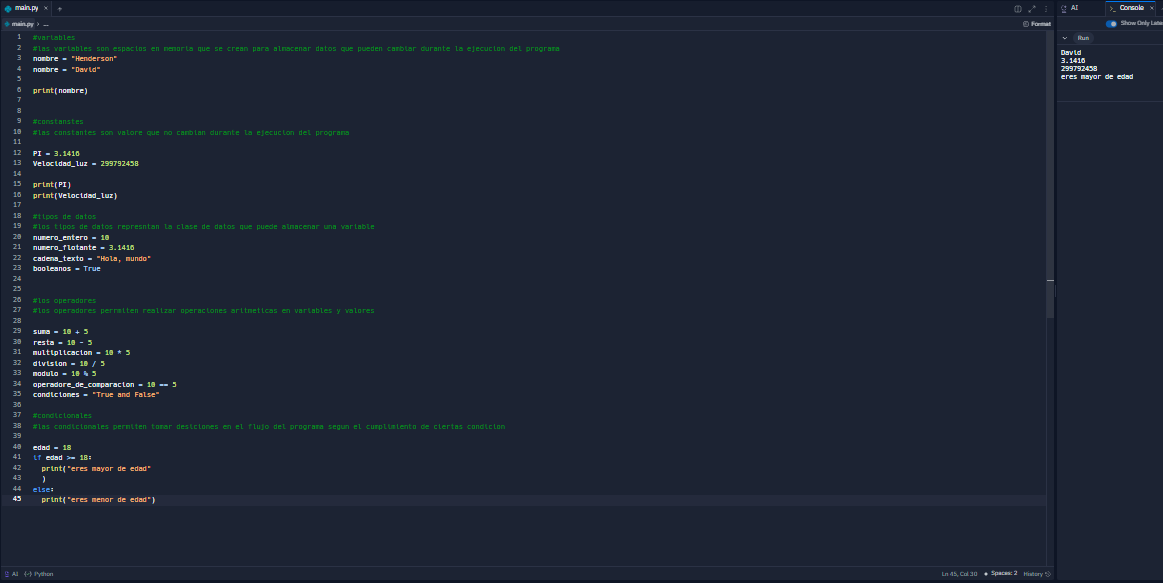 main.py × +
AI
Console ×
main.py › ...
Format
Show Only Late
Run
1 #variables
2 #las variables son espacios en memoria que se crean para almacenar datos que pueden cambiar durante la ejecucion del programa
3 nombre = "Henderson"
4 nombre = "David"
5
6 print(nombre)
7
8
9 #constanstes
10 #las constantes son valore que no cambian durante la ejecucion del programa
11
12 PI = 3.1416
13 Velocidad_luz = 299792458
14
15 print(PI)
16 print(Velocidad_luz)
17
18 #tipos de datos
19 #los tipos de datos represntan la clase de datos que puede almacenar una variable
20 numero_entero = 10
21 numero_flotante = 3.1416
22 cadena_texto = "Hola, mundo"
23 booleanos = True
24
25
26 #los operadores
27 #los operadores perrmiten realizar operaciones aritmeticas en variables y valores
28
29 suma = 10 + 5
30 resta = 10 - 5
31 multiplicacion = 10 * 5
32 division = 10 / 5
33 modulo = 10 % 5
34 operadore_de_comparacion = 10 == 5
35 condiciones = "True and False"
36
37 #condicionales
38 #las condicionales permiten tomar desiciones en el flujo del programa segun el cumplimiento de ciertas condicion
39
40 edad = 18
41 if edad >= 18:
42 print("eres mayor de edad"
43 )
44 else:
45 print("eres menor de edad")
David
3.1416
299792458
eres mayor de edad
AI {-} Python
Ln 45, Col 30 • Spaces: 2 History